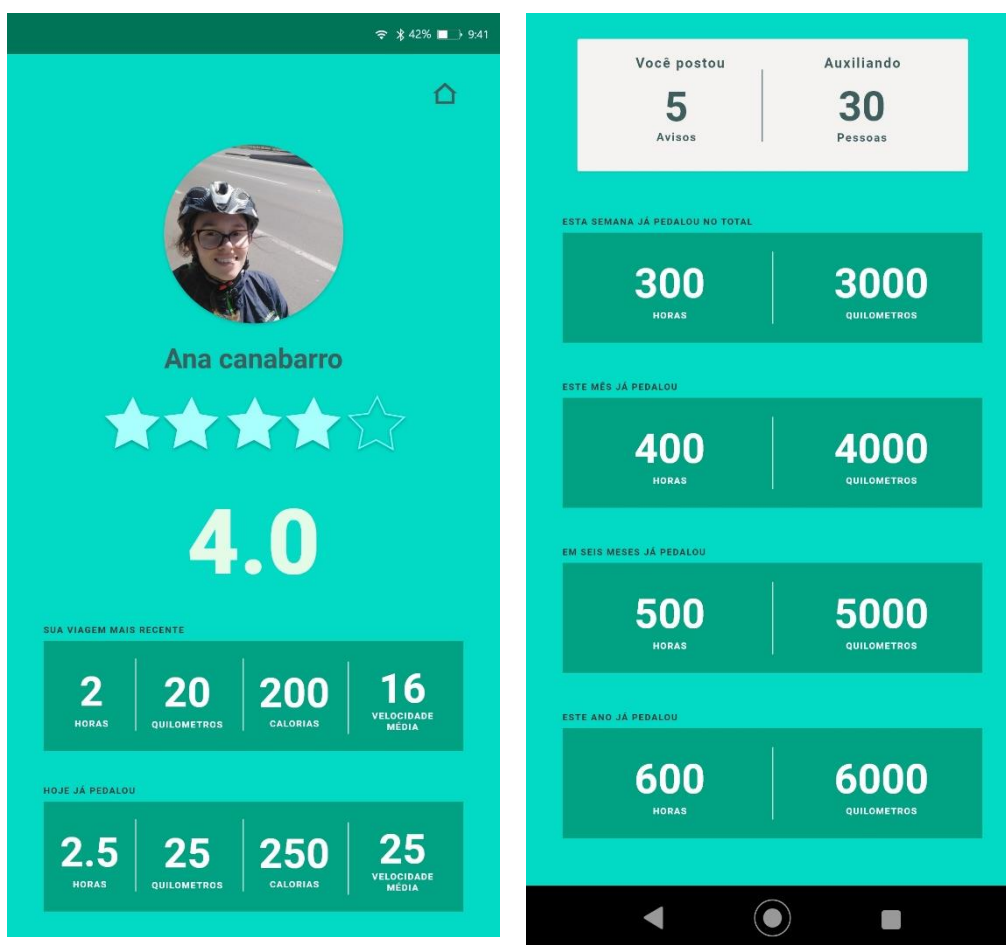 42% 9:41
Ana canabarro
4.0
SUA VIAGEM MAIS RECENTE
2 20 200 16
HORAS QUILOMETROS CALORIAS VELOCIDADE
MÉDIA
HOJE JÁ PEDALOU
2.5 25 250 25
HORAS QUILOMETROS CALORIAS VELOCIDADE
MÉDIA
Você postou Auxiliando
5 30
Avisos Pessoas
ESTA SEMANA JÁ PEDALOU NO TOTAL
300 3000
HORAS QUILOMETROS
ESTE MÊS JÁ PEDALOU
400 4000
HORAS QUILOMETROS
EM SEIS MESES JÁ PEDALOU
500 5000
HORAS QUILOMETROS
ESTE ANO JÁ PEDALOU
600 6000
HORAS QUILOMETROS